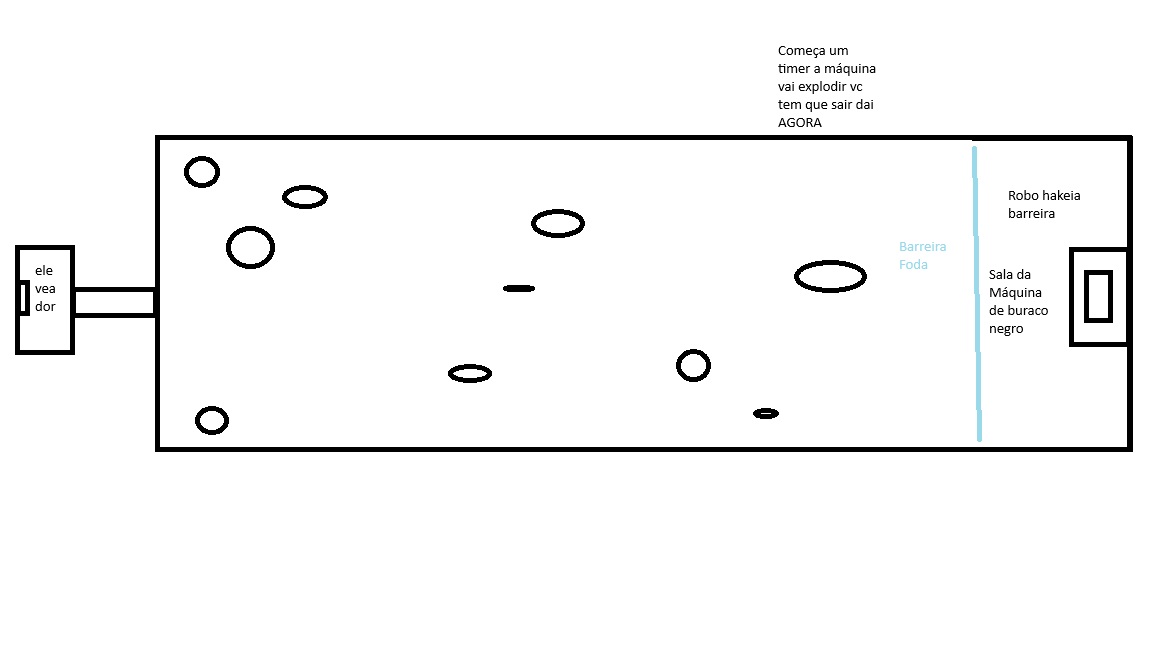 Começa um
timer a máquina
vai explodir vc
tem que sair dai
AGORA
Robo hakeia
barreira
Barreira
Foda
ele
vea
dor
Sala da
Máquina
de buraco
negro